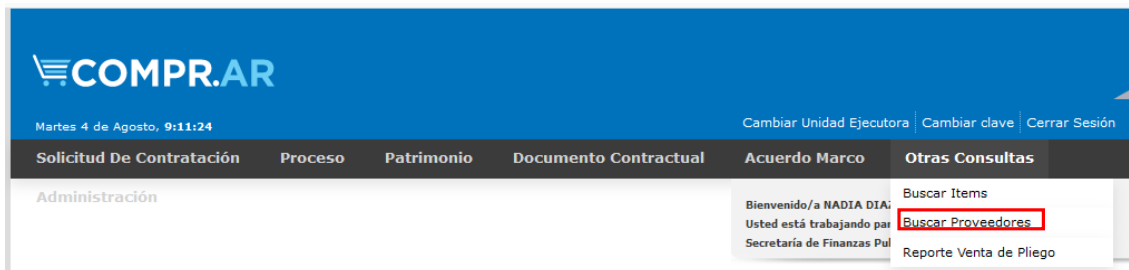 COMPR.AR
Martes 4 de Agosto, 9:11:24
Cambiar Unidad Ejecutora Cambiar clave Cerrar Sesión
Solicitud De Contratación Proceso Patrimonio Documento Contractual Acuerdo Marco Otras Consultas
Administración
Bienvenido/a NADIA
Usted está trabajando
Secretaría de Finanzas
Buscar Items
Buscar Proveedores
Reporte Venta de Pliego